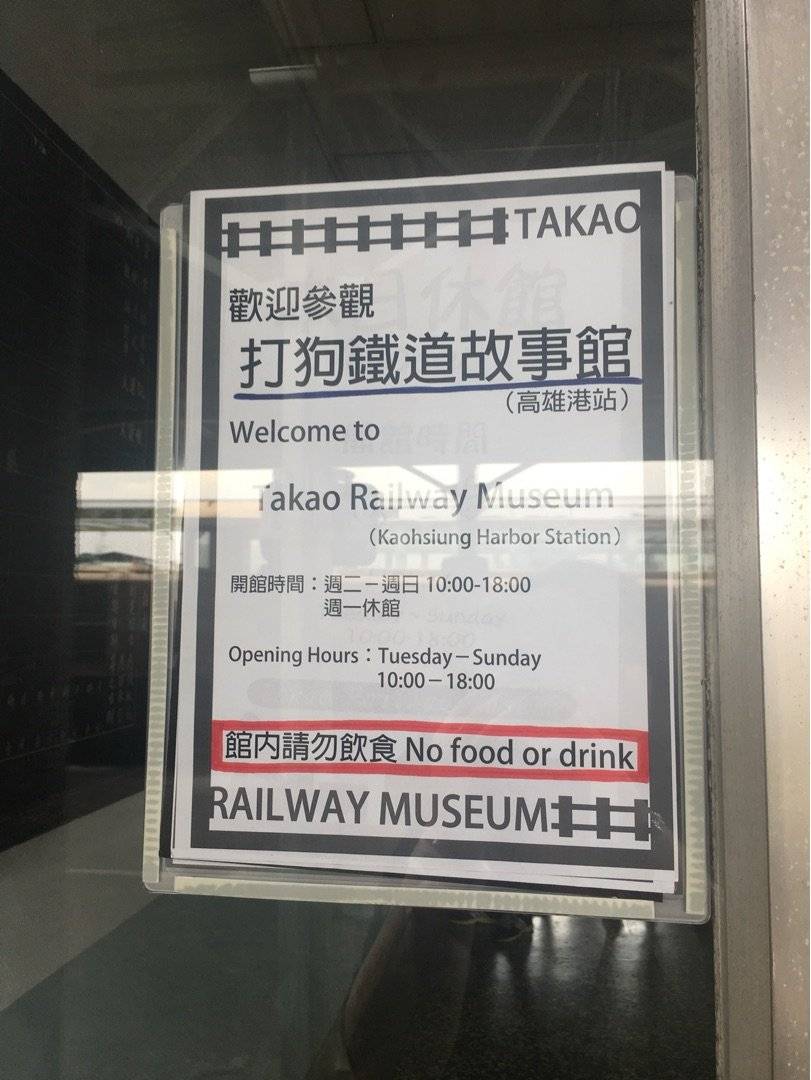 TAKAO
歡迎參觀
打狗鐵道故事館
（高雄港站）
Welcome to
Takao Railway Museum
（Kaohsiung Harbor Station）
開館時間：週二－週日 10:00-18:00
週一休館
Opening Hours：Tuesday－Sunday
10:00－18:00
館內請勿飲食 No food or drink
RAILWAY MUSEUM